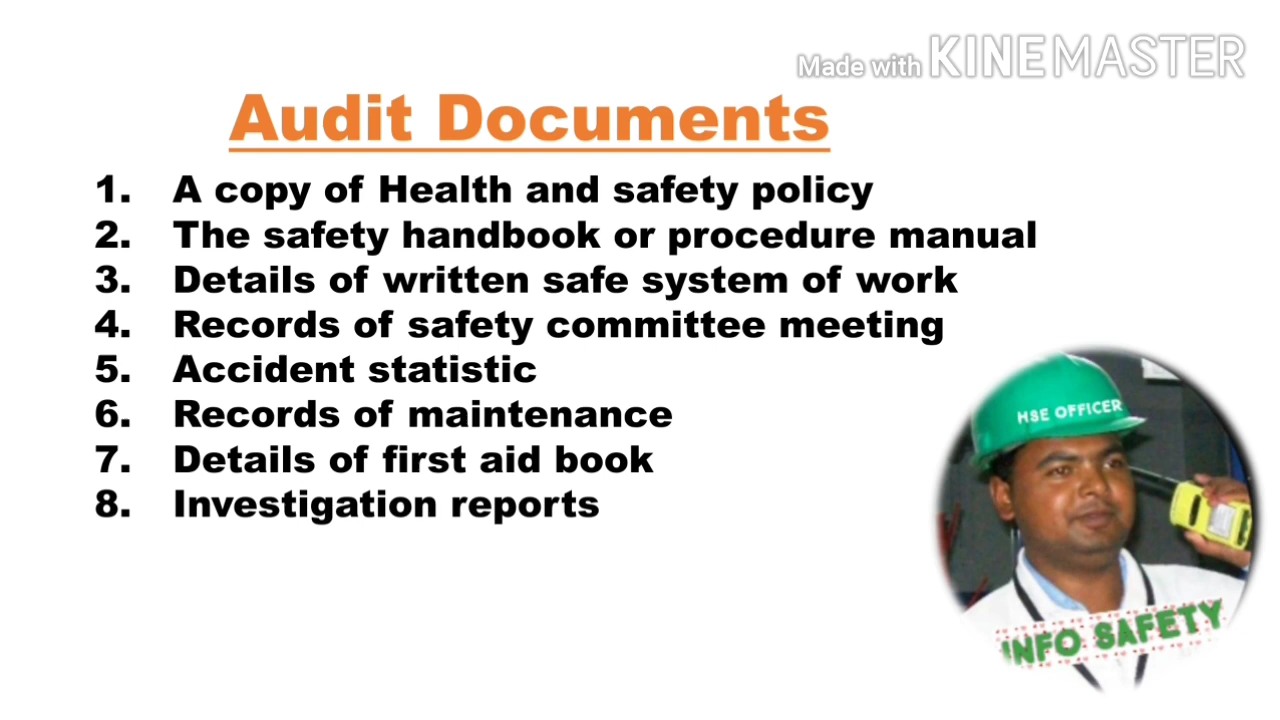 Made with KINEMASTER
Audit Documents
1. A copy of Health and safety policy
2. The safety handbook or procedure manual
3. Details of written safe system of work
4. Records of safety committee meeting
5. Accident statistic
6. Records of maintenance
7. Details of first aid book
8. Investigation reports
HSE OFFICER
INFO SAFETY